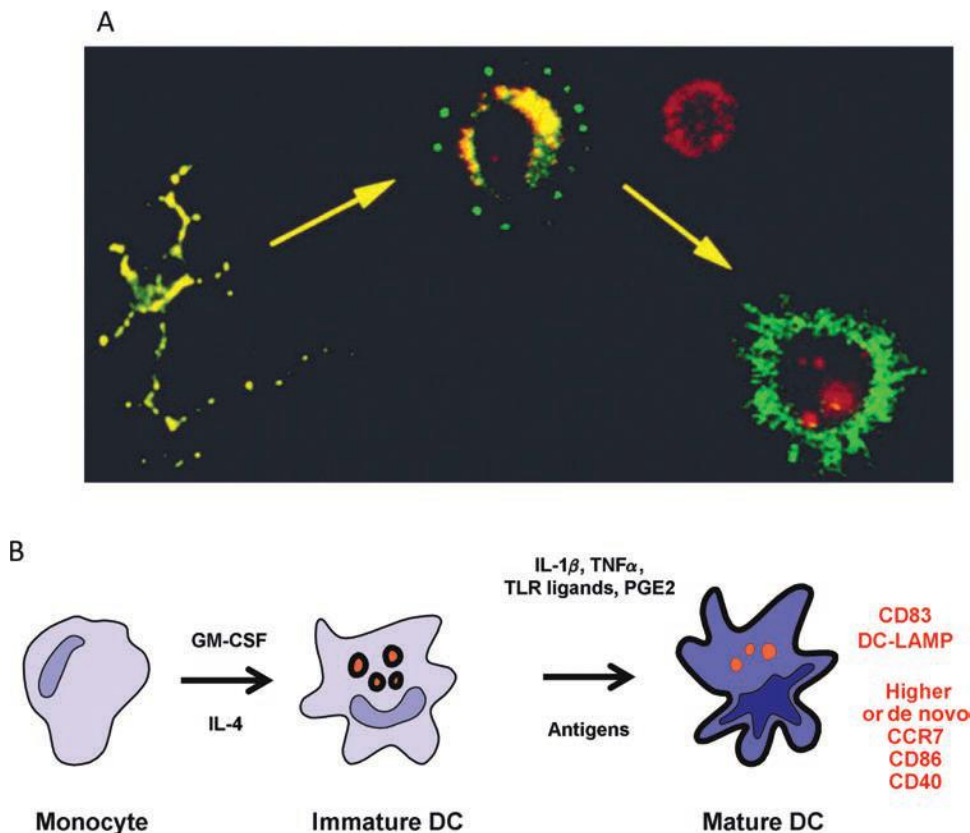 A
B
GM-CSF
IL-4
IL-1β, TNFα,
TLR ligands, PGE2
Antigens
CD83
DC-LAMP
Higher
or de novo
CCR7
CD86
CD40
Monocyte
Immature DC
Mature DC